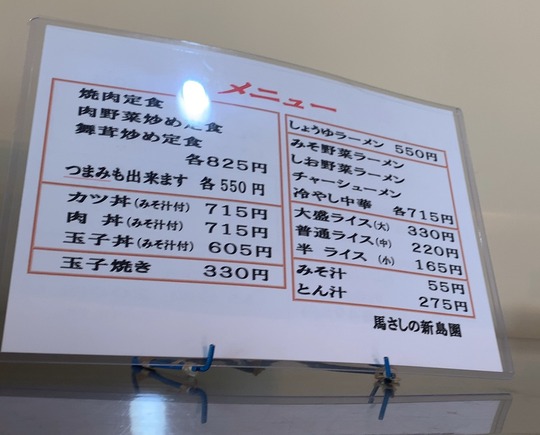 メニュー
焼肉定食
肉野菜炒め定食
舞茸炒め定食
各825円
つまみも出来ます 各550円
カツ丼(みそ汁付) 715円
肉 丼(みそ汁付) 715円
玉子丼(みそ汁付) 605円
玉子焼き 330円
しょうゆラーメン 550円
みそ野菜ラーメン
しお野菜ラーメン
チャーシューメン
冷やし中華 各715円
大盛ライス(大) 330円
普通ライス(中) 220円
半 ライス(小) 165円
みそ汁 55円
とん汁 275円
馬さしの新島園